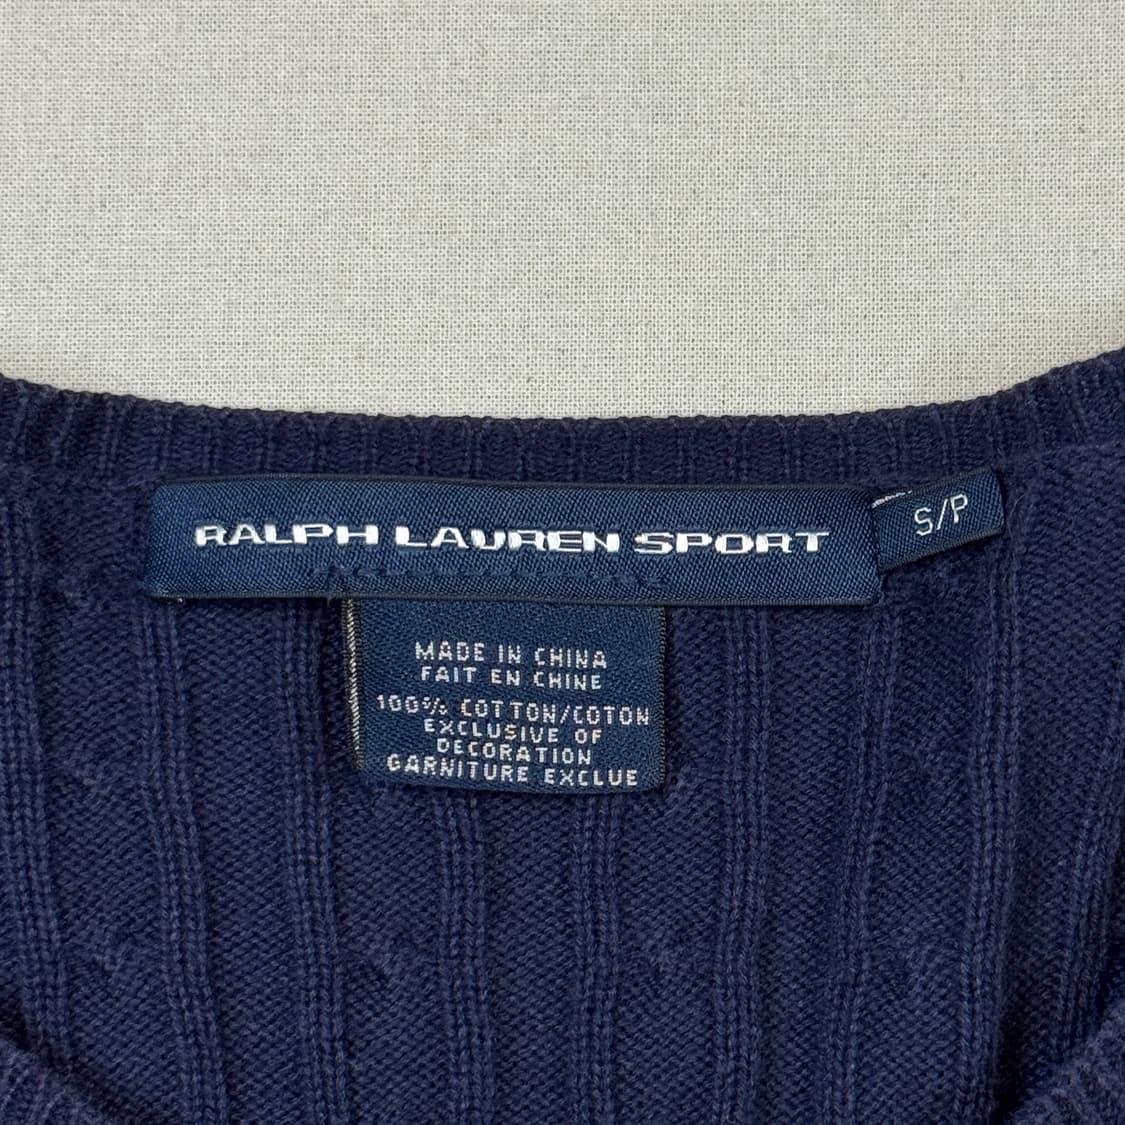 RALPH LAUREN SPORT
S/P
MADE IN CHINA
FAIT EN CHINE
100% COTTON/COTON
EXCLUSIVE OF
DECORATION
GARNITURE EXCLUE